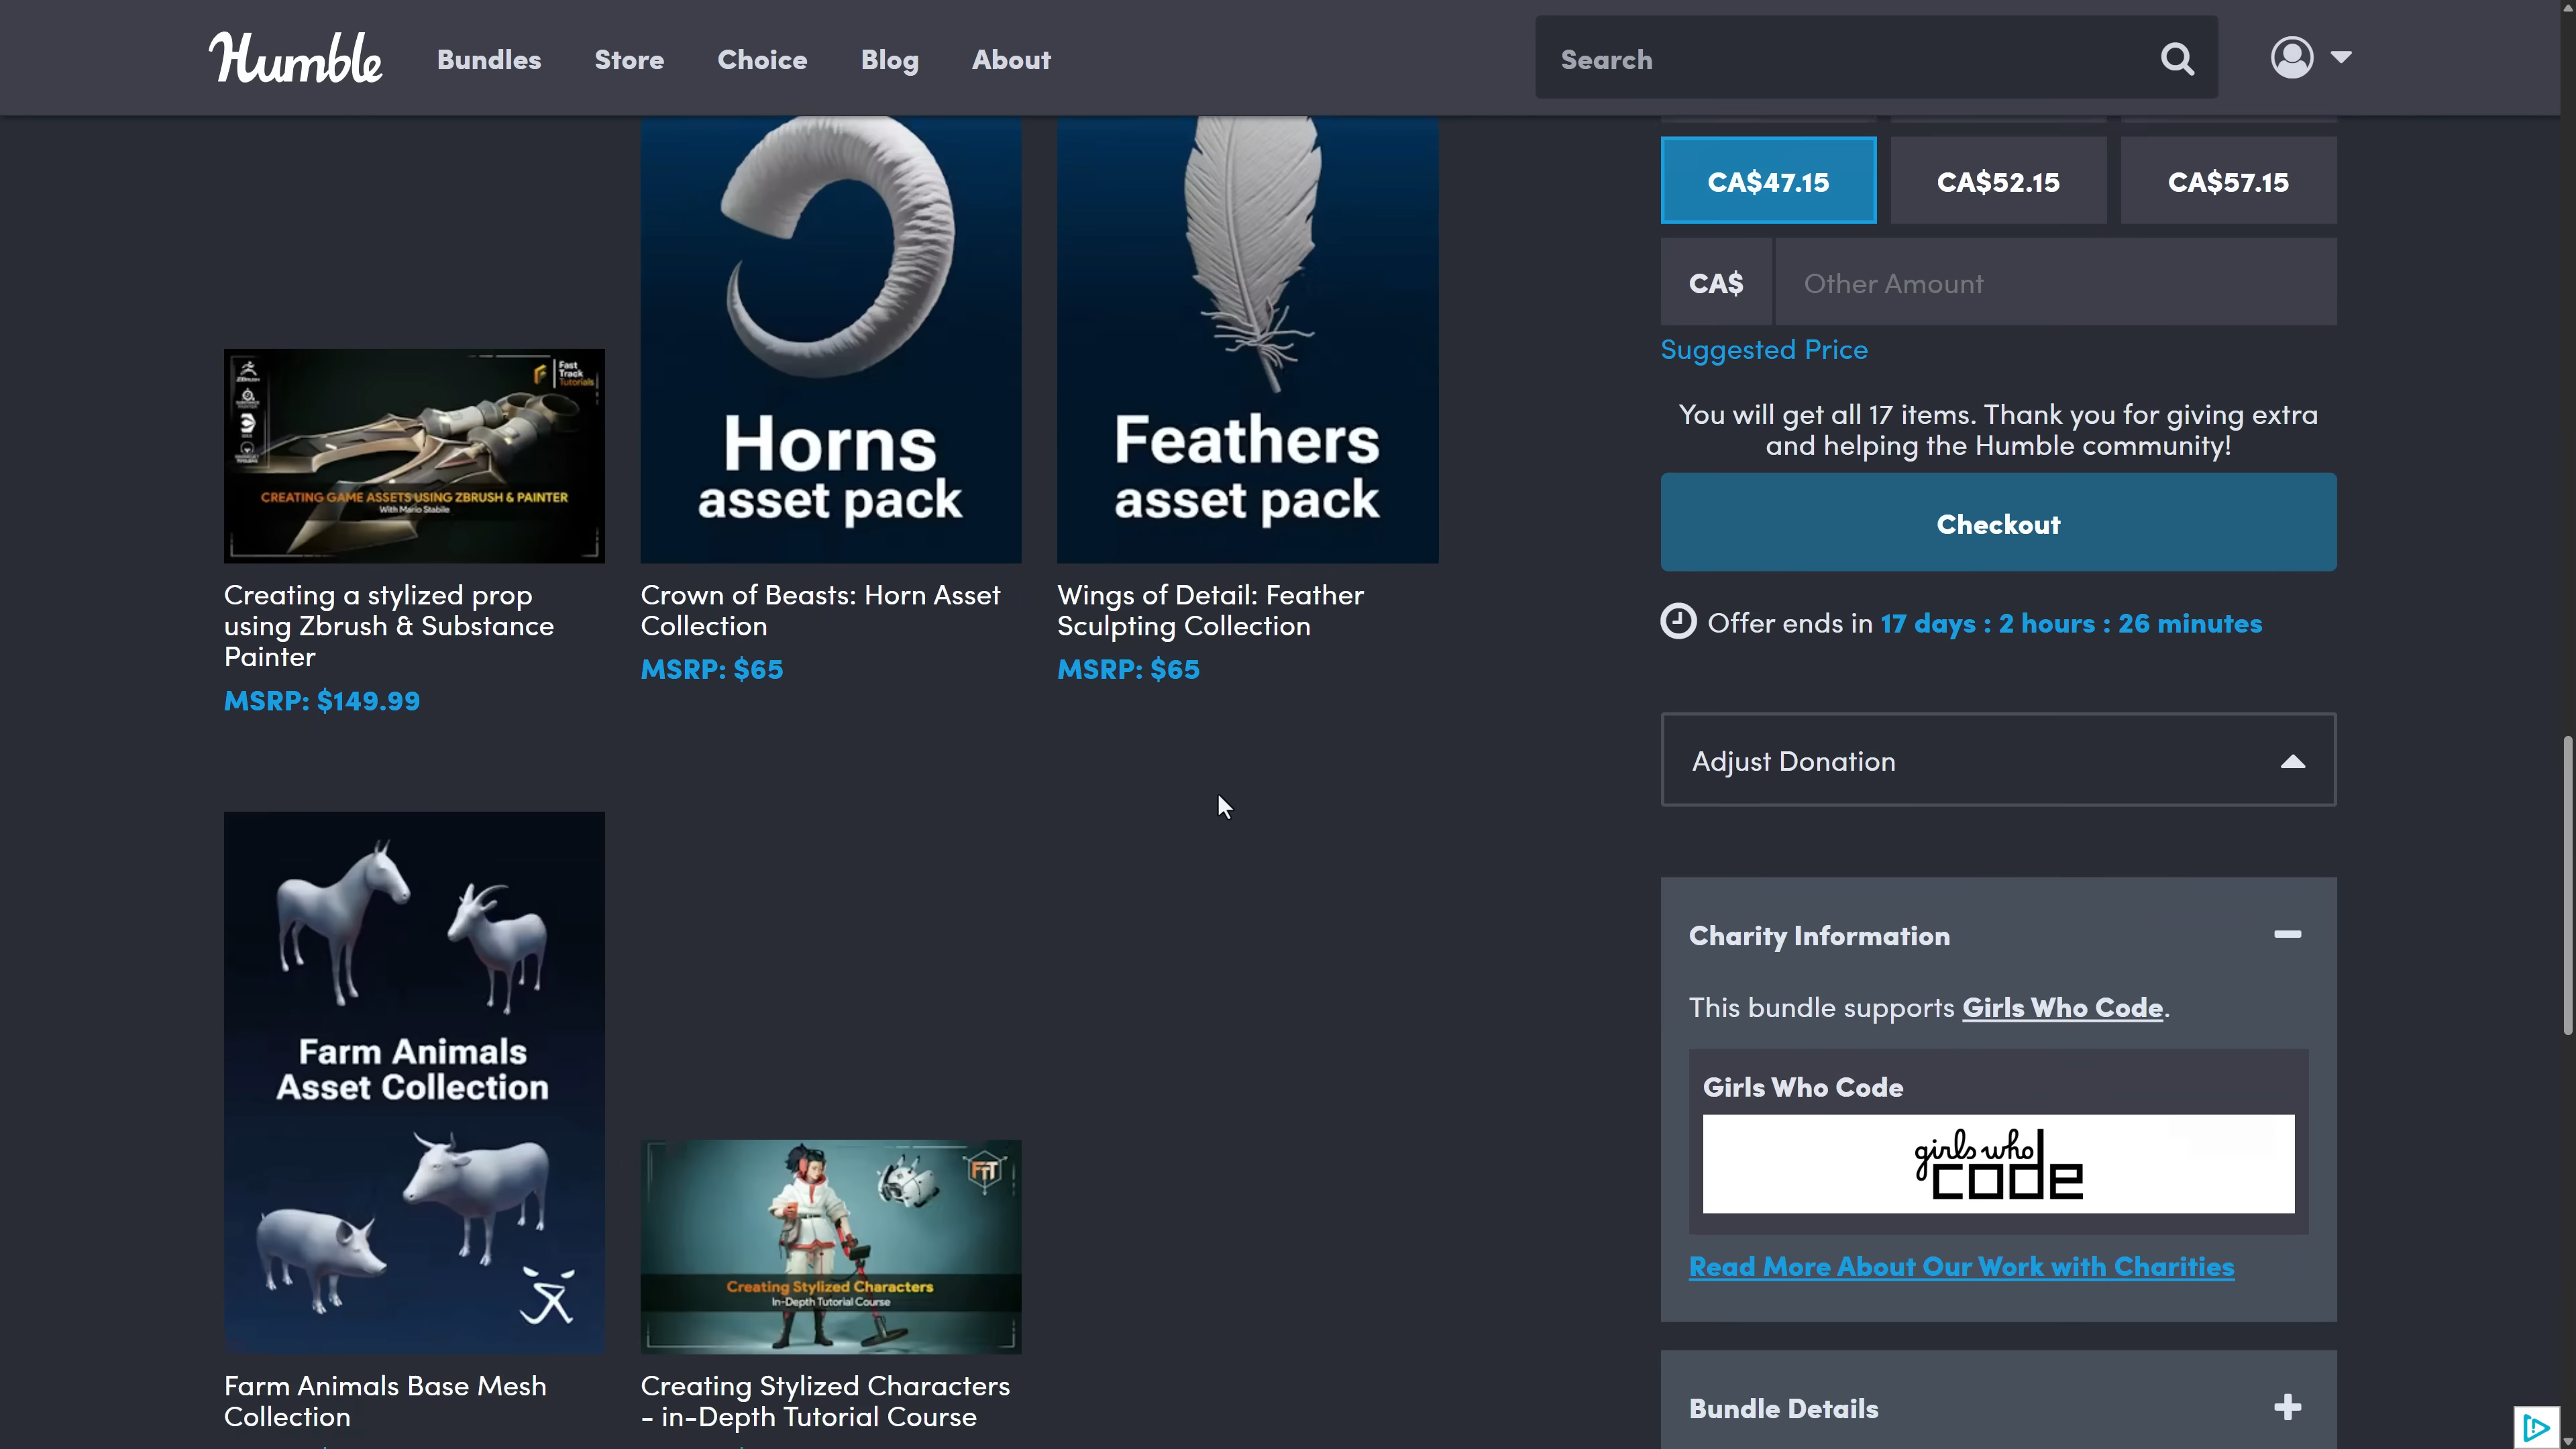 Humble
Bundles
Store
Choice
Blog
About
Search
CA$47.15
CA$52.15
CA$57.15
CA$
Other Amount
Suggested Price
You will get all 17 items. Thank you for giving extra
and helping the Humble community!
Checkout
Offer ends in 17 days : 2 hours : 26 minutes
Adjust Donation
Charity Information
This bundle supports Girls Who Code.
Girls Who Code
girls who
code
Read More About Our Work with Charities
Bundle Details
Fast
Track
Tutorials
CREATING GAME ASSETS USING ZBRUSH & PAINTER
With Mario Stabile
Creating a stylized prop
using Zbrush & Substance
Painter
MSRP: $149.99
Horns
asset pack
Crown of Beasts: Horn Asset
Collection
MSRP: $65
Feathers
asset pack
Wings of Detail: Feather
Sculpting Collection
MSRP: $65
Farm Animals
Asset Collection
Farm Animals Base Mesh
Collection
FTT
Creating Stylized Characters
In-Depth Tutorial Course
Creating Stylized Characters
- in-Depth Tutorial Course